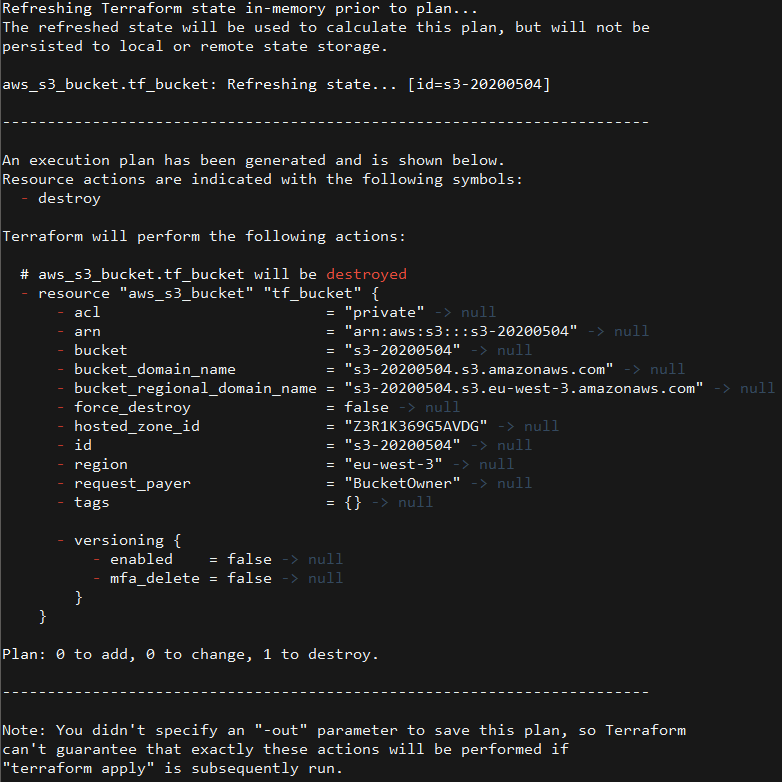 Refreshing Terraform state in-memory prior to plan...
The refreshed state will be used to calculate this plan, but will not be
persisted to local or remote state storage.

aws_s3_bucket.tf_bucket: Refreshing state... [id=s3-20200504]

------------------------------------------------------------------------

An execution plan has been generated and is shown below.
Resource actions are indicated with the following symbols:
  - destroy

Terraform will perform the following actions:

  # aws_s3_bucket.tf_bucket will be destroyed
  - resource "aws_s3_bucket" "tf_bucket" {
      - acl                         = "private" -> null
      - arn                         = "arn:aws:s3:::s3-20200504" -> null
      - bucket                      = "s3-20200504" -> null
      - bucket_domain_name          = "s3-20200504.s3.amazonaws.com" -> null
      - bucket_regional_domain_name = "s3-20200504.s3.eu-west-3.amazonaws.com" -> null
      - force_destroy               = false -> null
      - hosted_zone_id              = "Z3R1K369G5AVDG" -> null
      - id                          = "s3-20200504" -> null
      - region                      = "eu-west-3" -> null
      - request_payer               = "BucketOwner" -> null
      - tags                        = {} -> null

      - versioning {
          - enabled    = false -> null
          - mfa_delete = false -> null
        }
    }

Plan: 0 to add, 0 to change, 1 to destroy.

------------------------------------------------------------------------

Note: You didn't specify an "-out" parameter to save this plan, so Terraform
can't guarantee that exactly these actions will be performed if
"terraform apply" is subsequently run.